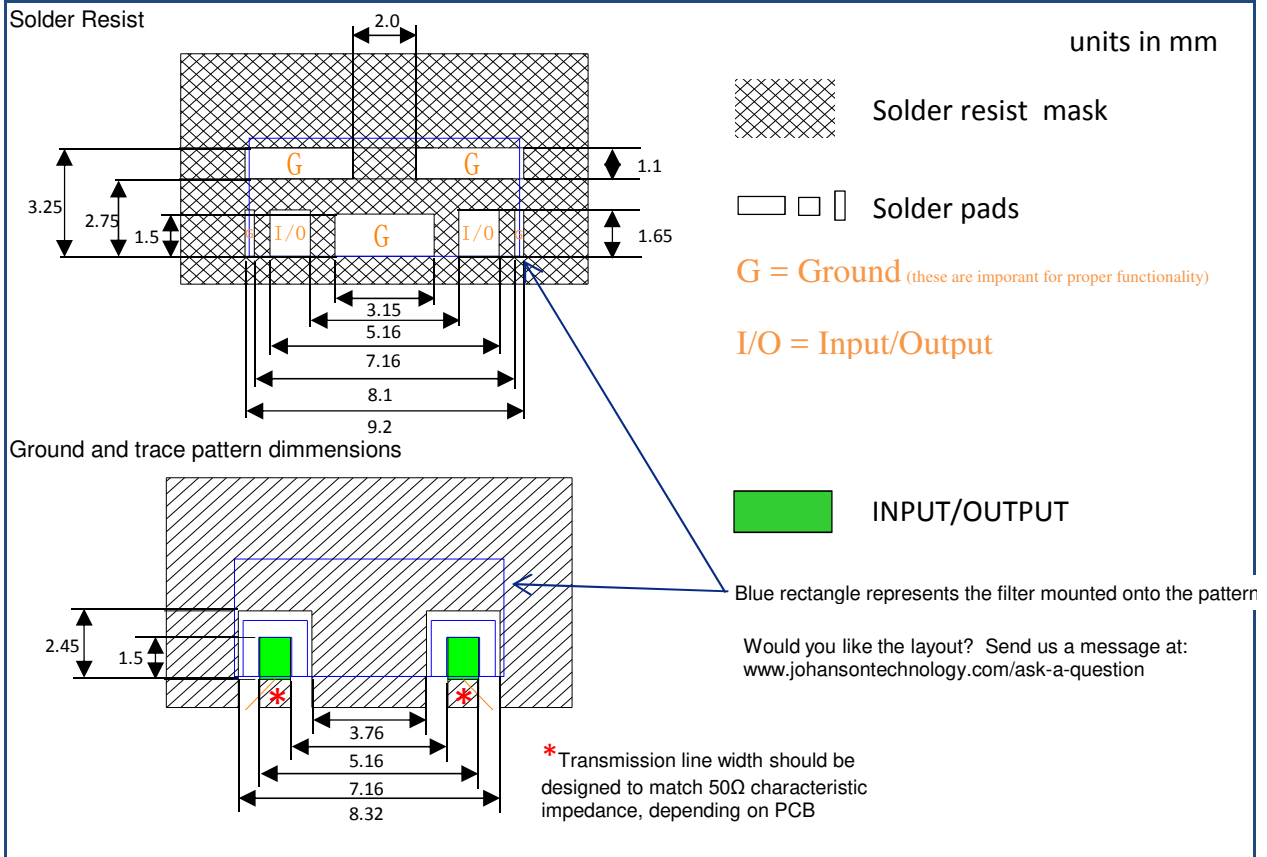 Solder Resist
2.0
units in mm
Solder resist mask
G
G
1.1
3.25
2.75
1.5
G
I/O
G
I/O
G
1.65
Solder pads
G = Ground (these are imporant for proper functionality)
3.15
5.16
7.16
8.1
9.2
I/O = Input/Output
Ground and trace pattern dimmensions
INPUT/OUTPUT
Blue rectangle represents the filter mounted onto the pattern
2.45
1.5
Would you like the layout? Send us a message at:
www.johansontechnology.com/ask-a-question
*
*
3.76
5.16
7.16
8.32
*Transmission line width should be
designed to match 50Ω characteristic
impedance, depending on PCB